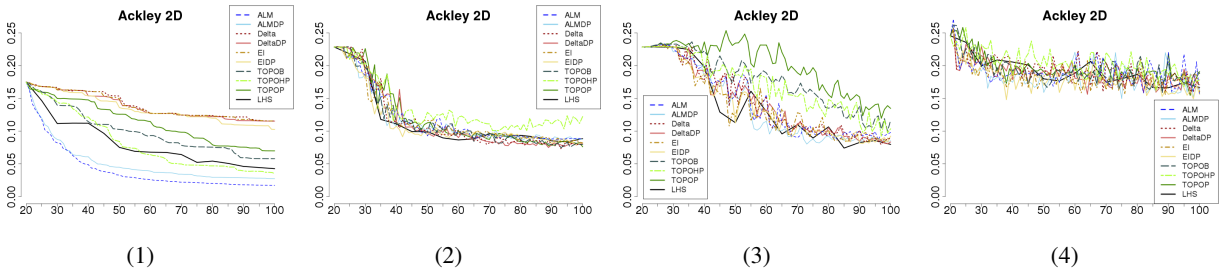 Ackley 2D
0.25
0.20
0.15
0.10
0.05
0.00
20 30 40 50 60 70 80 90 100
ALM
ALMDP
Delta
DeltaDP
EI
EIDP
TOPOB
TOPOHP
TOPOP
LHS
(1)
Ackley 2D
0.25
0.20
0.15
0.10
0.05
0.00
20 30 40 50 60 70 80 90 100
ALM
ALMDP
Delta
DeltaDP
EI
EIDP
TOPOB
TOPOHP
TOPOP
LHS
(2)
Ackley 2D
0.25
0.20
0.15
0.10
0.05
0.00
20 30 40 50 60 70 80 90 100
ALM
ALMDP
Delta
DeltaDP
EI
EIDP
TOPOB
TOPOHP
TOPOP
LHS
(3)
Ackley 2D
0.25
0.20
0.15
0.10
0.05
0.00
20 30 40 50 60 70 80 90 100
ALM
ALMDP
Delta
DeltaDP
EI
EIDP
TOPOB
TOPOHP
TOPOP
LHS
(4)